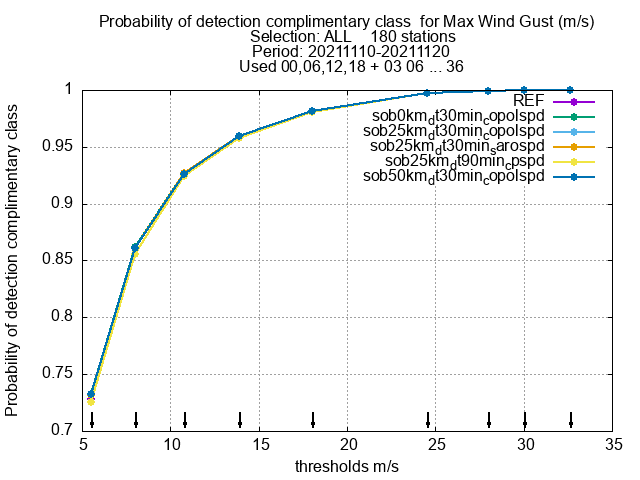 Probability of detection complimentary class  for Max Wind Gust (m/s)
Selection: ALL    180 stations
Period: 20211110-20211120
Used 00,06,12,18 + 03 06 ... 36
Probability of detection complimentary class
1
0.95
0.9
0.85
0.8
0.75
0.7
REF
sob0km_dt30min_copolspd
sob25km_dt30min_copolspd
sob25km_dt30min_sarospd
sob25km_dt90min_cpspd
sob50km_dt30min_copolspd
5 10 15 20 25 30 35
thresholds m/s